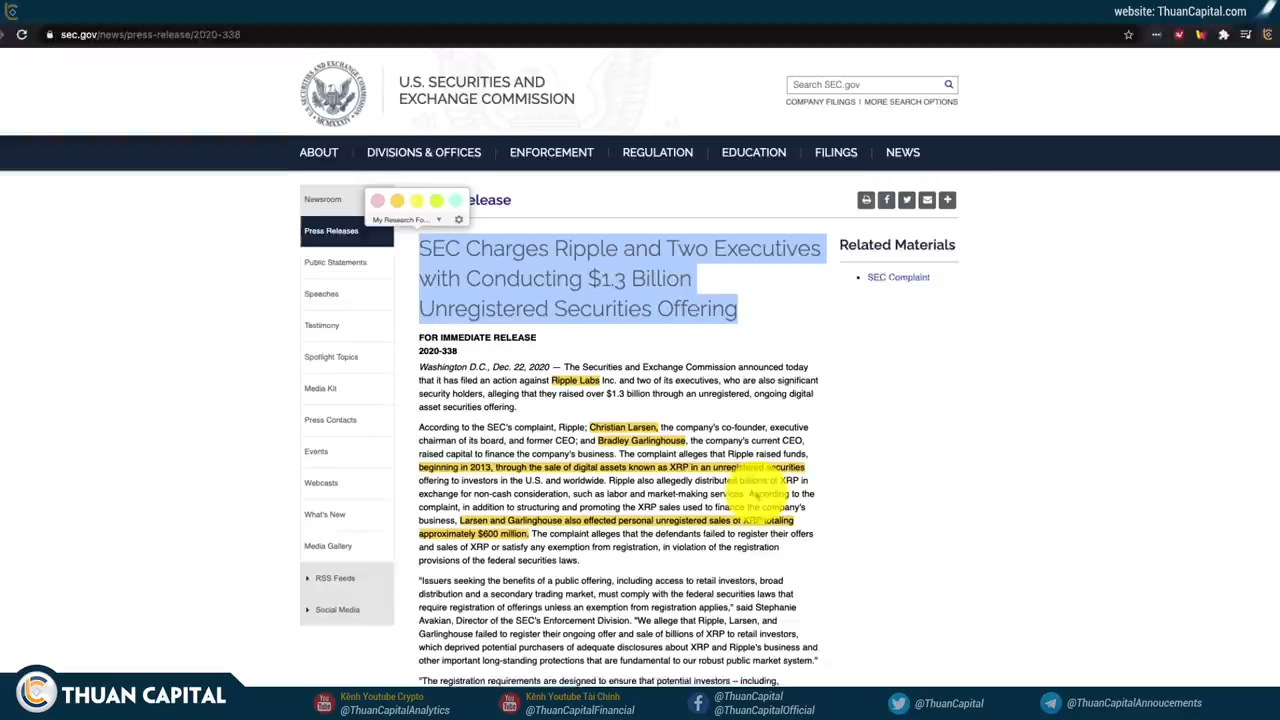 website: ThuanCapital.com
sec.gov/news/press-release/2020-338
U.S. SECURITIES AND
EXCHANGE COMMISSION
Search SEC.gov
COMPANY FILINGS | MORE SEARCH OPTIONS
ABOUT DIVISIONS & OFFICES ENFORCEMENT REGULATION EDUCATION FILINGS NEWS
Newsroom
Press Releases
Public Statements
Speeches
Testimony
Spotlight Topics
Media Kit
Press Contacts
Events
Webcasts
What's New
Media Gallery
RSS Feeds
Social Media
My Research Fo...
elease
SEC Charges Ripple and Two Executives
with Conducting $1.3 Billion
Unregistered Securities Offering
FOR IMMEDIATE RELEASE
2020-338
Washington D.C., Dec. 22, 2020 — The Securities and Exchange Commission announced today
that it has filed an action against Ripple Labs Inc. and two of its executives, who are also significant
security holders, alleging that they raised over $1.3 billion through an unregistered, ongoing digital
asset securities offering.
According to the SEC's complaint, Ripple; Christian Larsen, the company's co-founder, executive
chairman of its board, and former CEO; and Bradley Garlinghouse, the company's current CEO,
raised capital to finance the company's business. The complaint alleges that Ripple raised funds,
beginning in 2013, through the sale of digital assets known as XRP in an unregistered securities
offering to investors in the U.S. and worldwide. Ripple also allegedly distributed billions of XRP in
exchange for non-cash consideration, such as labor and market-making services. According to the
complaint, in addition to structuring and promoting the XRP sales used to finance the company's
business, Larsen and Garlinghouse also effected personal unregistered sales of XRP totaling
approximately $600 million. The complaint alleges that the defendants failed to register their offers
and sales of XRP or satisfy any exemption from registration, in violation of the registration
provisions of the federal securities laws.
"Issuers seeking the benefits of a public offering, including access to retail investors, broad
distribution and a secondary trading market, must comply with the federal securities laws that
require registration of offerings unless an exemption from registration applies," said Stephanie
Avakian, Director of the SEC's Enforcement Division. "We allege that Ripple, Larsen, and
Garlinghouse failed to register their ongoing offer and sale of billions of XRP to retail investors,
which deprived potential purchasers of adequate disclosures about XRP and Ripple's business and
other important long-standing protections that are fundamental to our robust public market system."
"The registration requirements are designed to ensure that potential investors – including,
Related Materials
SEC Complaint
THUAN CAPITAL
Kênh Youtube Crypto
@ThuanCapitalAnalytics
Kênh Youtube Tài Chính
@ThuanCapitalFinancial
@ThuanCapital
@ThuanCapitalOfficial
@ThuanCapital
@ThuanCapitalAnnoucements